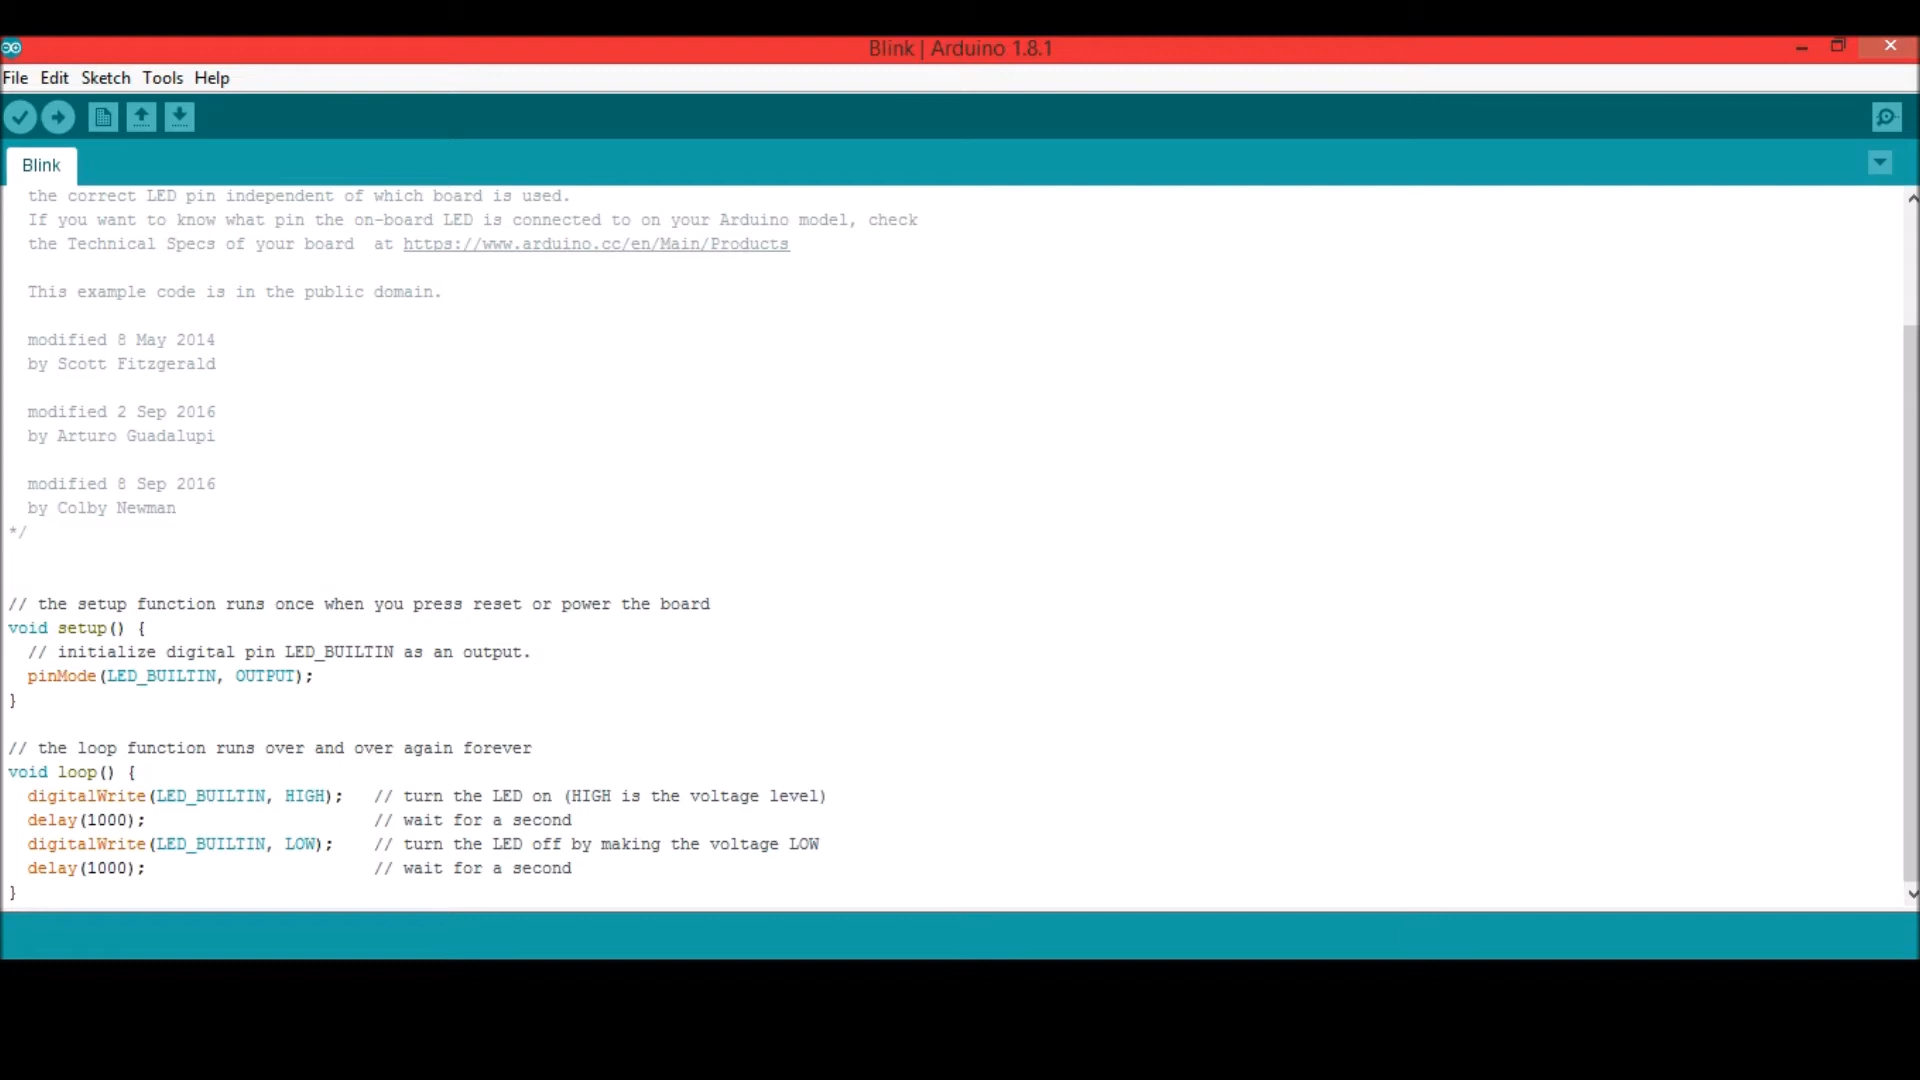 Blink | Arduino 1.8.1
File Edit Sketch Tools Help
Blink
the correct LED pin independent of which board is used.
If you want to know what pin the on-board LED is connected to on your Arduino model, check
the Technical Specs of your board  at https://www.arduino.cc/en/Main/Products
This example code is in the public domain.
modified 8 May 2014
by Scott Fitzgerald
modified 2 Sep 2016
by Arturo Guadalupi
modified 8 Sep 2016
by Colby Newman
*/
// the setup function runs once when you press reset or power the board
void setup() {
  // initialize digital pin LED_BUILTIN as an output.
  pinMode(LED_BUILTIN, OUTPUT);
}
// the loop function runs over and over again forever
void loop() {
  digitalWrite(LED_BUILTIN, HIGH);   // turn the LED on (HIGH is the voltage level)
  delay(1000);                       // wait for a second
  digitalWrite(LED_BUILTIN, LOW);    // turn the LED off by making the voltage LOW
  delay(1000);                       // wait for a second
}